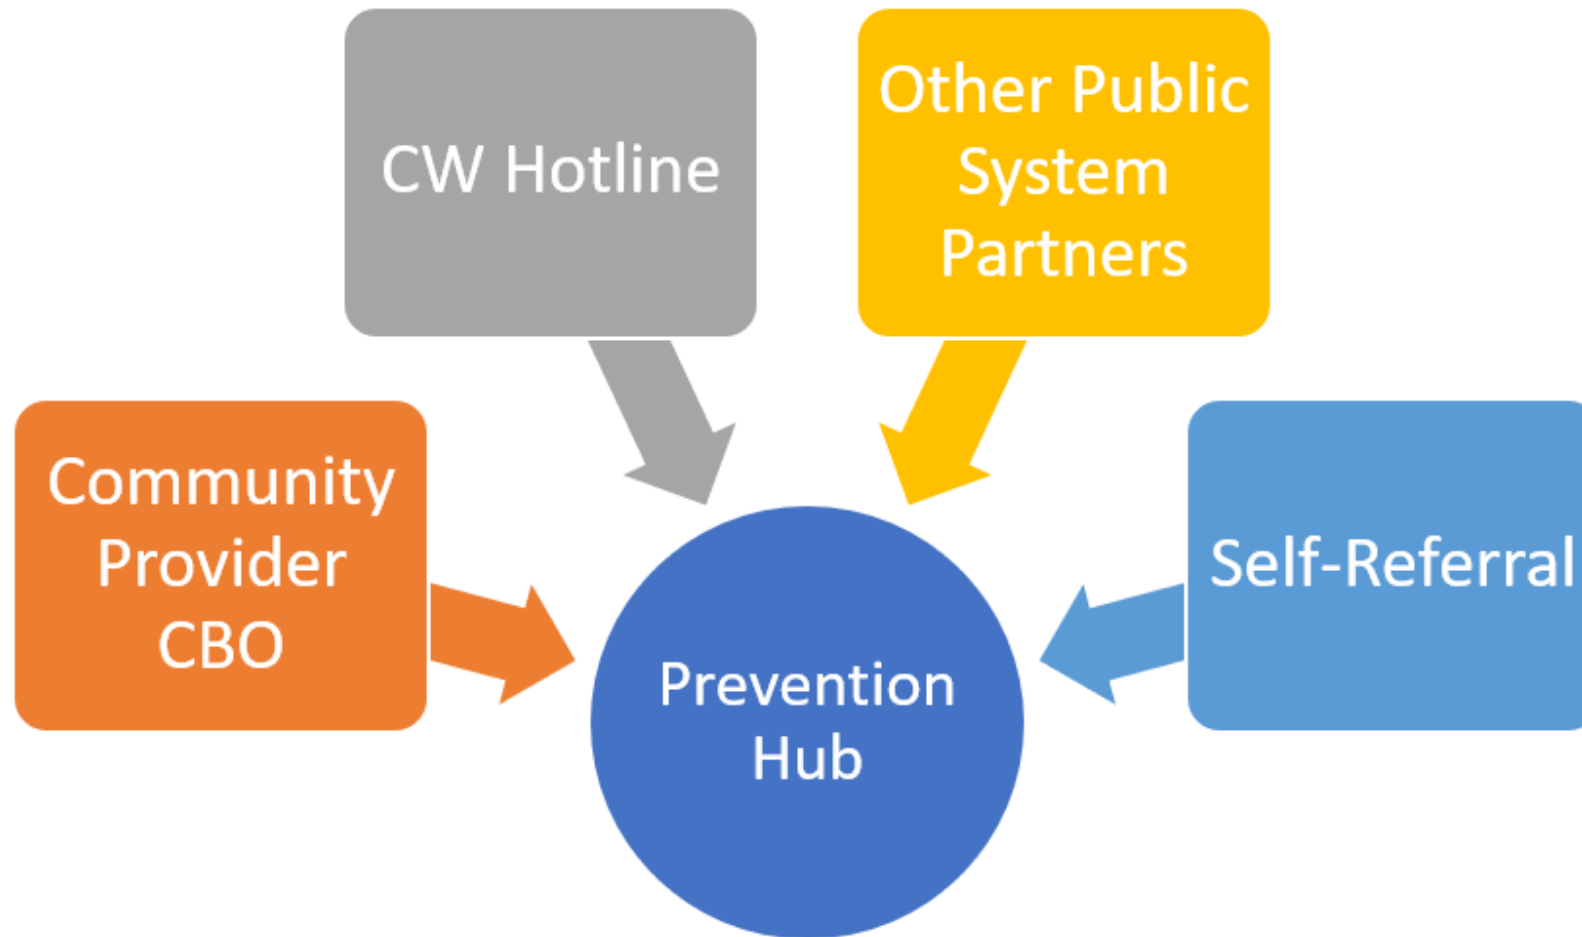 CW Hotline
Other Public
System
Partners
Community
Provider
CBO
Self-Referral
Prevention
Hub